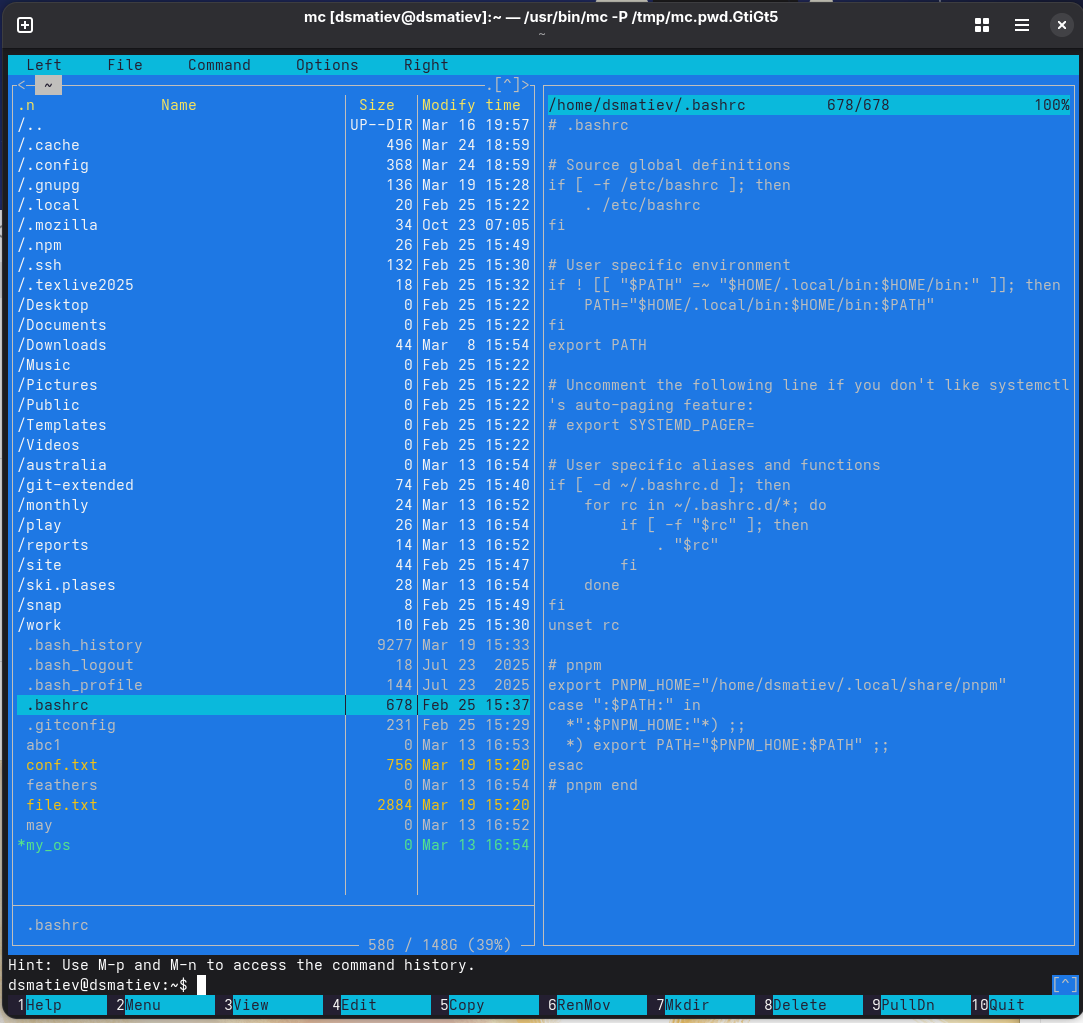 mc [dsmatiev@dsmatiev]:~ — /usr/bin/mc -P /tmp/mc.pwd.GtiGt5
~
Left File Command Options Right
<─ ~ .[^]>
.n Name Size Modify time
/.. UP--DIR Mar 16 19:57
/.cache 496 Mar 24 18:59
/.config 368 Mar 24 18:59
/.gnupg 136 Mar 19 15:28
/.local 20 Feb 25 15:22
/.mozilla 34 Oct 23 07:05
/.npm 26 Feb 25 15:49
/.ssh 132 Feb 25 15:30
/.texlive2025 18 Feb 25 15:32
/Desktop 0 Feb 25 15:22
/Documents 0 Feb 25 15:22
/Downloads 44 Mar 8 15:54
/Music 0 Feb 25 15:22
/Pictures 0 Feb 25 15:22
/Public 0 Feb 25 15:22
/Templates 0 Feb 25 15:22
/Videos 0 Feb 25 15:22
/australia 0 Mar 13 16:54
/git-extended 74 Feb 25 15:40
/monthly 24 Mar 13 16:52
/play 26 Mar 13 16:54
/reports 14 Mar 13 16:52
/site 44 Feb 25 15:47
/ski.plases 28 Mar 13 16:54
/snap 8 Feb 25 15:49
/work 10 Feb 25 15:30
.bash_history 9277 Mar 19 15:33
.bash_logout 18 Jul 23 2025
.bash_profile 144 Jul 23 2025
.bashrc 678 Feb 25 15:37
.gitconfig 231 Feb 25 15:29
abc1 0 Mar 13 16:53
conf.txt 756 Mar 19 15:20
feathers 0 Mar 13 16:54
file.txt 2884 Mar 19 15:20
may 0 Mar 13 16:52
*my_os 0 Mar 13 16:54
.bashrc
58G / 148G (39%)
/home/dsmatiev/.bashrc 678/678 100%
# .bashrc

# Source global definitions
if [ -f /etc/bashrc ]; then
    . /etc/bashrc
fi

# User specific environment
if ! [[ "$PATH" =~ "$HOME/.local/bin:$HOME/bin:" ]]; then
    PATH="$HOME/.local/bin:$HOME/bin:$PATH"
fi
export PATH

# Uncomment the following line if you don't like systemctl
's auto-paging feature:
# export SYSTEMD_PAGER=

# User specific aliases and functions
if [ -d ~/.bashrc.d ]; then
    for rc in ~/.bashrc.d/*; do
        if [ -f "$rc" ]; then
            . "$rc"
        fi
    done
fi
unset rc

# pnpm
export PNPM_HOME="/home/dsmatiev/.local/share/pnpm"
case ":$PATH:" in
  *":$PNPM_HOME:"*) ;;
  *) export PATH="$PNPM_HOME:$PATH" ;;
esac
# pnpm end
Hint: Use M-p and M-n to access the command history.
dsmatiev@dsmatiev:~$ [^]
1Help 2Menu 3View 4Edit 5Copy 6RenMov 7Mkdir 8Delete 9PullDn 10Quit